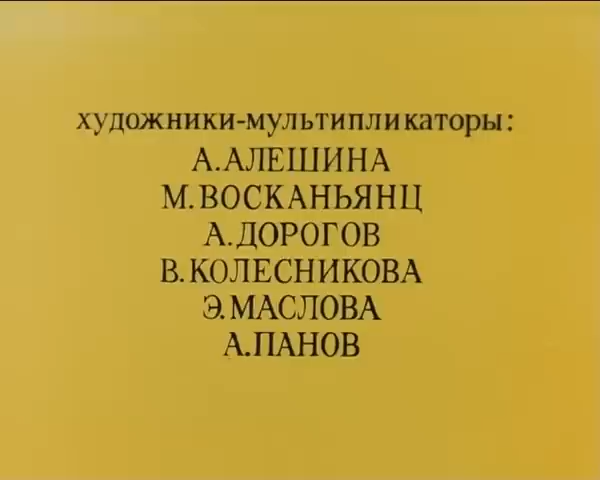 художники-мультипликаторы:
А.АЛЕШИНА
М.ВОСКАНЬЯНЦ
А.ДОРОГОВ
В.КОЛЕСНИКОВА
Э.МАСЛОВА
А.ПАНОВ